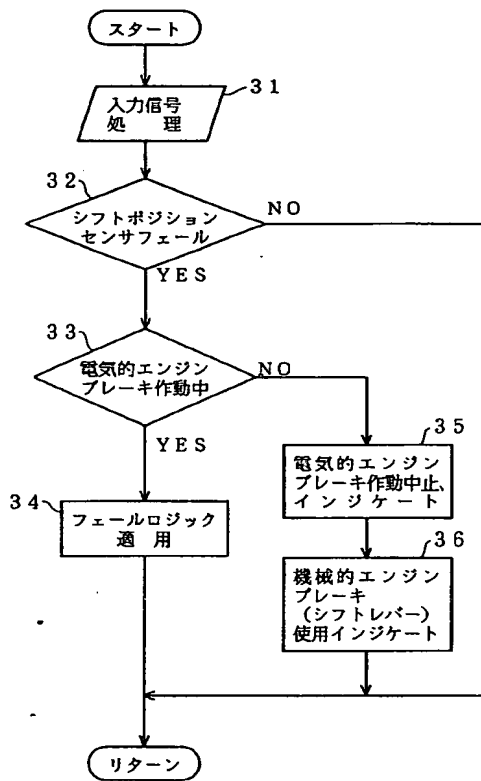 スタート
31
入力信号
処　理
32
シフトポジション
センサフェール
NO
YES
33
電気的エンジン
ブレーキ作動中
NO
YES
34
フェールロジック
適　用
35
電気的エンジン
ブレーキ作動中止、
インジケート
36
機械的エンジン
ブレーキ
(シフトレバー)
使用インジケート
リターン